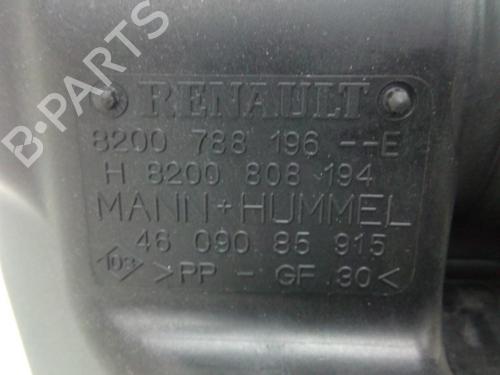 RENAULT
8200 788 196 --E
H 8200 808 194
MANN+HUMMEL
46 090 85 915
>PP - GF 30<
B-PARTS